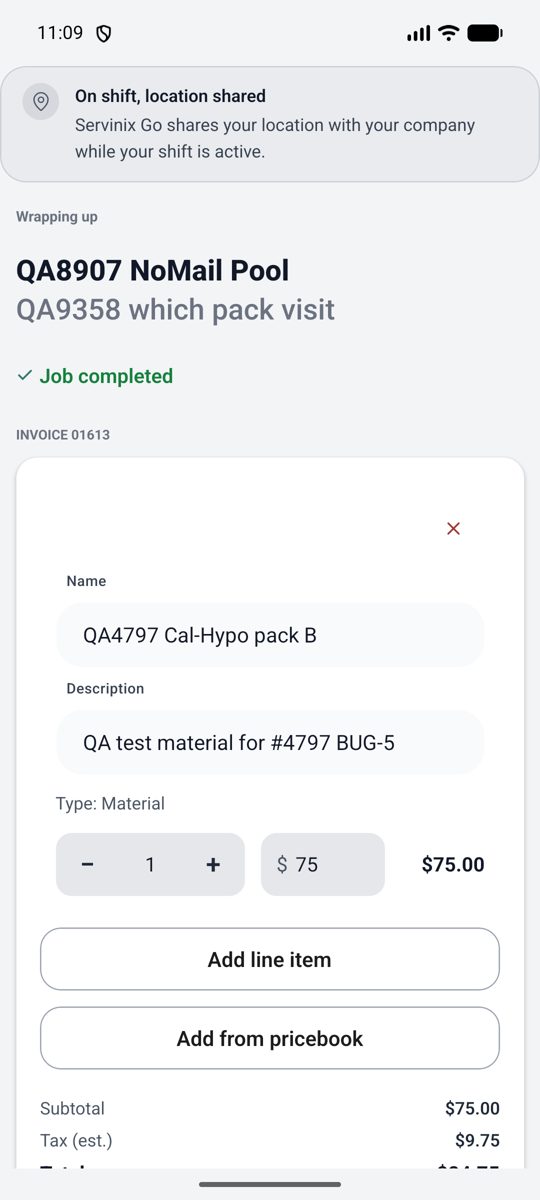 11:09
On shift, location shared
Servinix Go shares your location with your company
while your shift is active.
Wrapping up
QA8907 NoMail Pool
QA9358 which pack visit
Job completed
INVOICE 01613
Name
QA4797 Cal-Hypo pack B
Description
QA test material for #4797 BUG-5
Type: Material
− 1 + $ 75 $75.00
Add line item
Add from pricebook
Subtotal $75.00
Tax (est.) $9.75